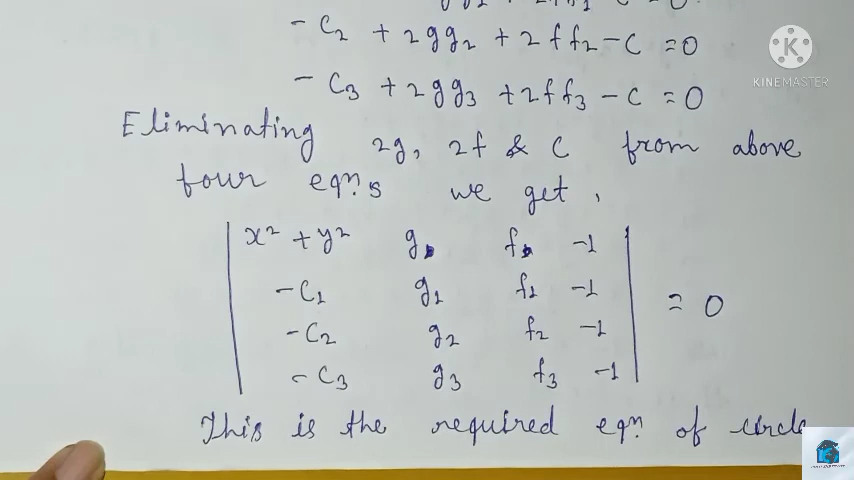 - C2 + 2gg2 + 2ff2 - C = 0
- C3 + 2gg3 + 2ff3 - C = 0
KINEMASTER
Eliminating 2g, 2f & C from above
four eqn.s we get,
x² + y² g f -1
-C1 g1 f1 -1
-C2 g2 f2 -1 = 0
-C3 g3 f3 -1
This is the required eqn. of circle